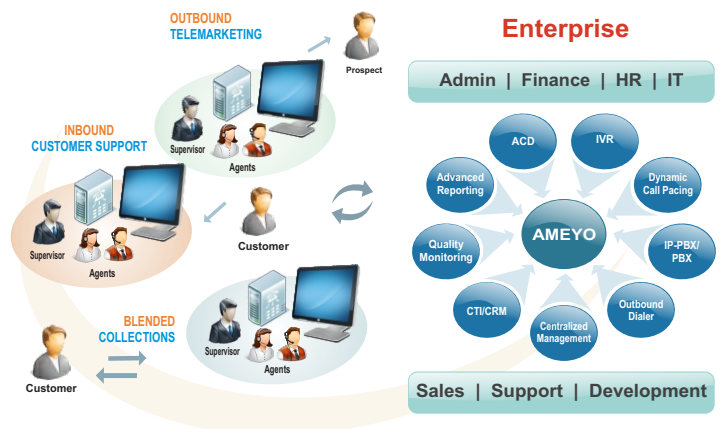 OUTBOUND
TELEMARKETING
Prospect
Supervisor
Agents
INBOUND
CUSTOMER SUPPORT
Supervisor
Agents
Customer
BLENDED
COLLECTIONS
Supervisor
Agents
Customer
Enterprise
Admin | Finance | HR | IT
ACD
IVR
Advanced
Reporting
Dynamic
Call Pacing
AMEYO
Quality
Monitoring
IP-PBX/
PBX
CTI/CRM
Outbound
Dialer
Centralized
Management
Sales | Support | Development